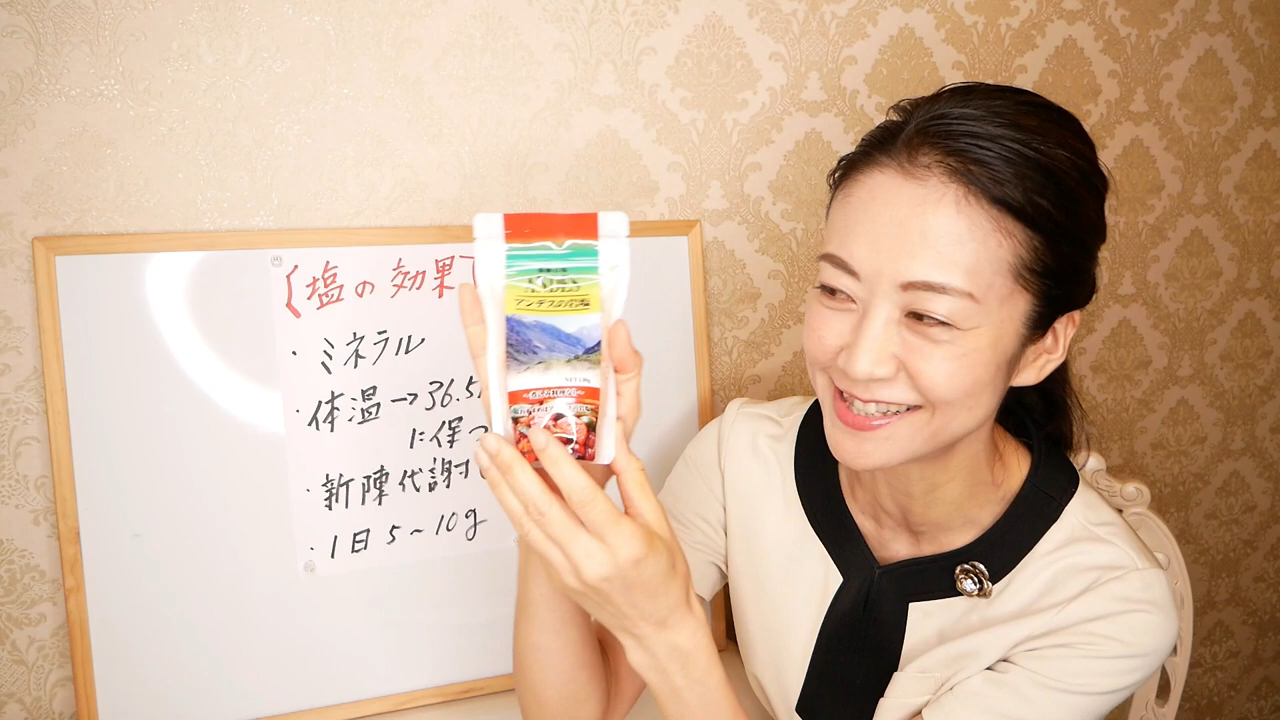 〈塩の効果
・ミネラル
・体温→36.5
に保つ
・新陳代謝
・1日5~10g
アンデスの岩塩